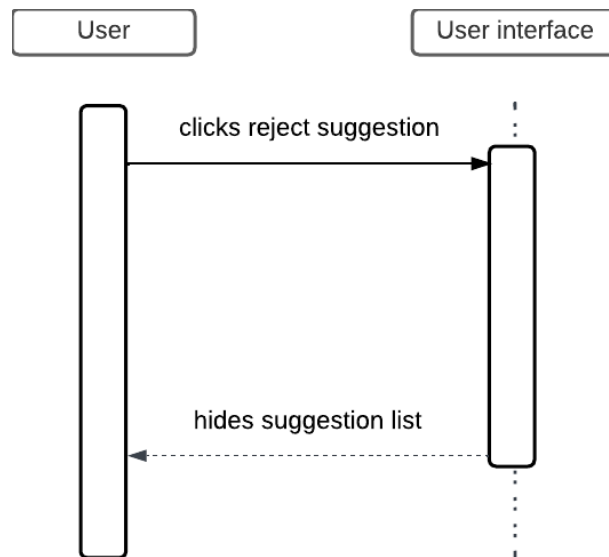 User
User interface
clicks reject suggestion
hides suggestion list